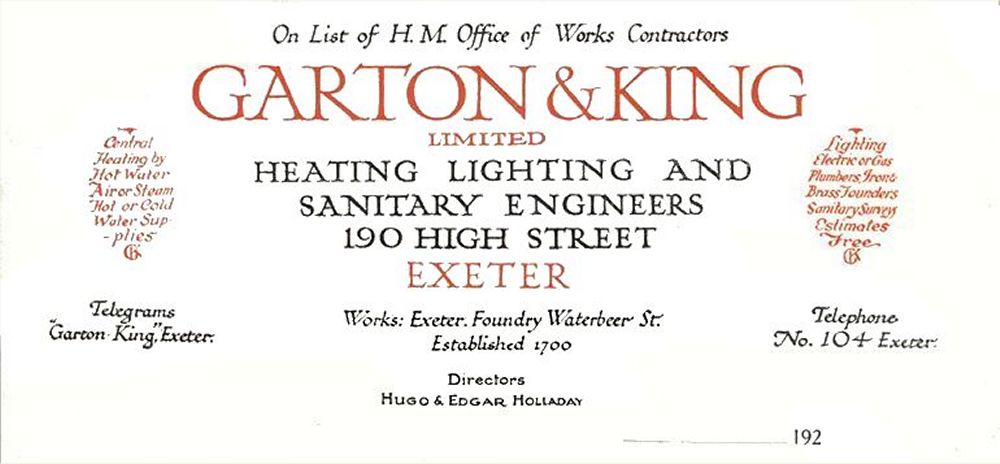 On List of H. M. Office of Works Contractors
GARTON & KING
LIMITED
HEATING LIGHTING AND
SANITARY ENGINEERS
190 HIGH STREET
EXETER
Central
Heating by
Hot Water
Air or Steam
Hot or Cold
Water Sup-
-plies
GK
Lighting
Electric or Gas
Plumbers, Iron &
Brass Founders
Sanitary Surveys
Estimates
Free
GK
Telegrams
"Garton-King," Exeter.
Works: Exeter. Foundry Waterbeer St.
Established 1700
Telephone
No. 104 Exeter.
Directors
HUGO & EDGAR HOLLADAY
192